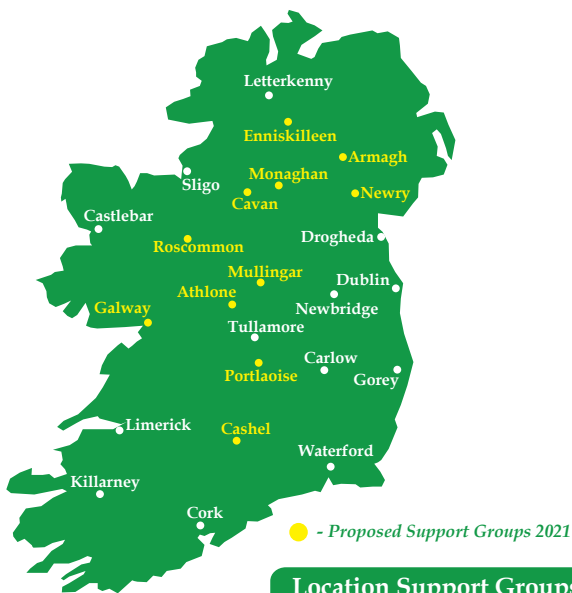 Letterkenny
Enniskilleen
Armagh
Monaghan
Sligo
Cavan
Newry
Castlebar
Roscommon
Drogheda
Mullingar
Dublin
Athlone
Galway
Newbridge
Tullamore
Carlow
Portlaoise
Gorey
Limerick
Cashel
Waterford
Killarney
Cork
- Proposed Support Groups 2021
Location Support Groups